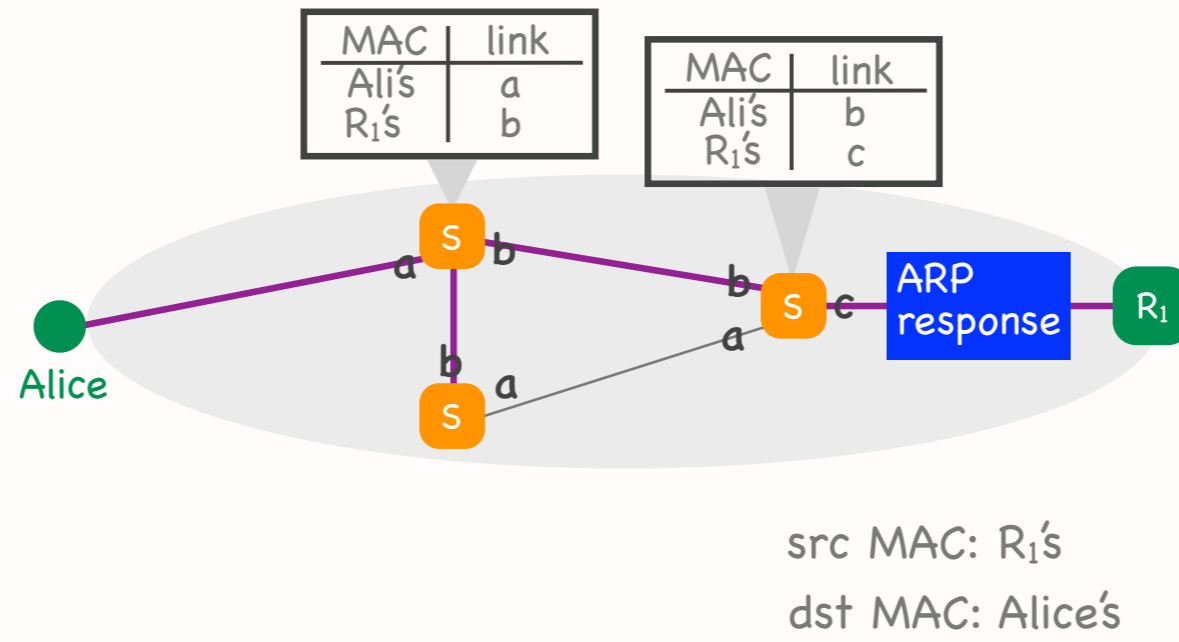 MAC link
Ali's a
R₁'s b
MAC link
Ali's b
R₁'s c
S
a b
b
S
c
ARP
response
R₁
a
Alice
b
a
S
src MAC: R₁'s
dst MAC: Alice's